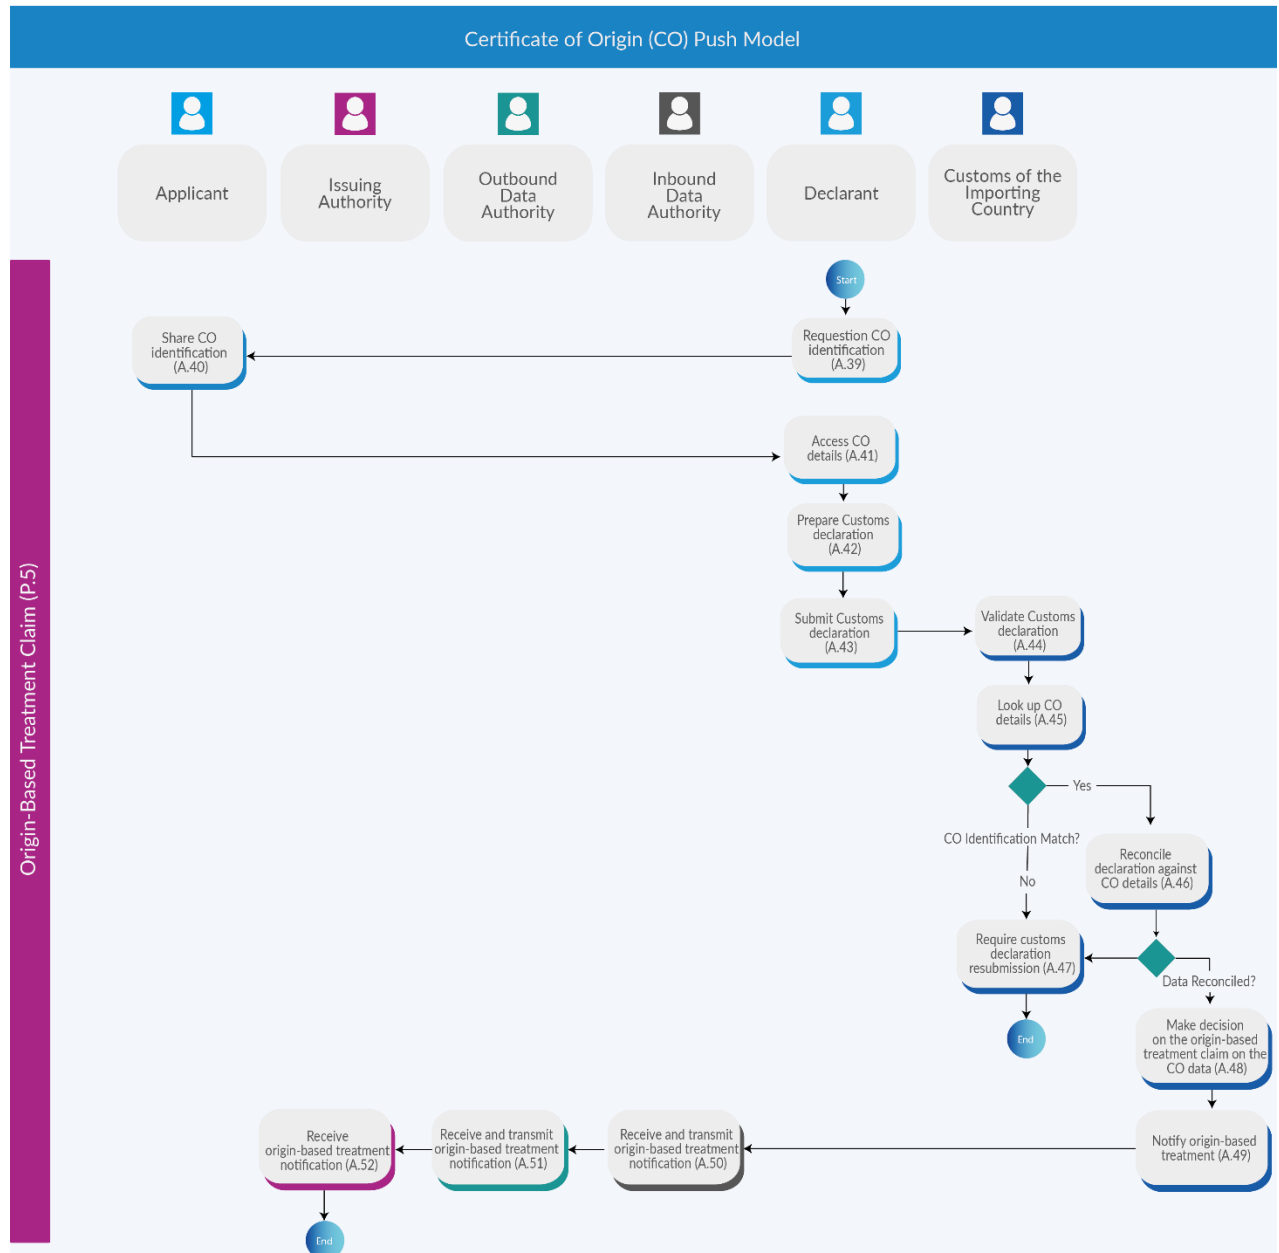 Certificate of Origin (CO) Push Model
Applicant
Issuing
Authority
Outbound
Data
Authority
Inbound
Data
Authority
Declarant
Customs of the
Importing
Country
Origin-Based Treatment Claim (P.5)
Start
Share CO
identification
(A.40)
Requestion CO
identification
(A.39)
Access CO
details (A.41)
Prepare Customs
declaration
(A.42)
Submit Customs
declaration
(A.43)
Validate Customs
declaration
(A.44)
Look up CO
details (A.45)
Yes
CO Identification Match?
No
Reconcile
declaration against
CO details (A.46)
Require customs
declaration
resubmission (A.47)
Data Reconciled?
End
Make decision
on the origin-based
treatment claim on the
CO data (A.48)
Receive
origin-based treatment
notification (A.52)
Receive and transmit
origin-based treatment
notification (A.51)
Receive and transmit
origin-based treatment
notification (A.50)
Notify origin-based
treatment (A.49)
End